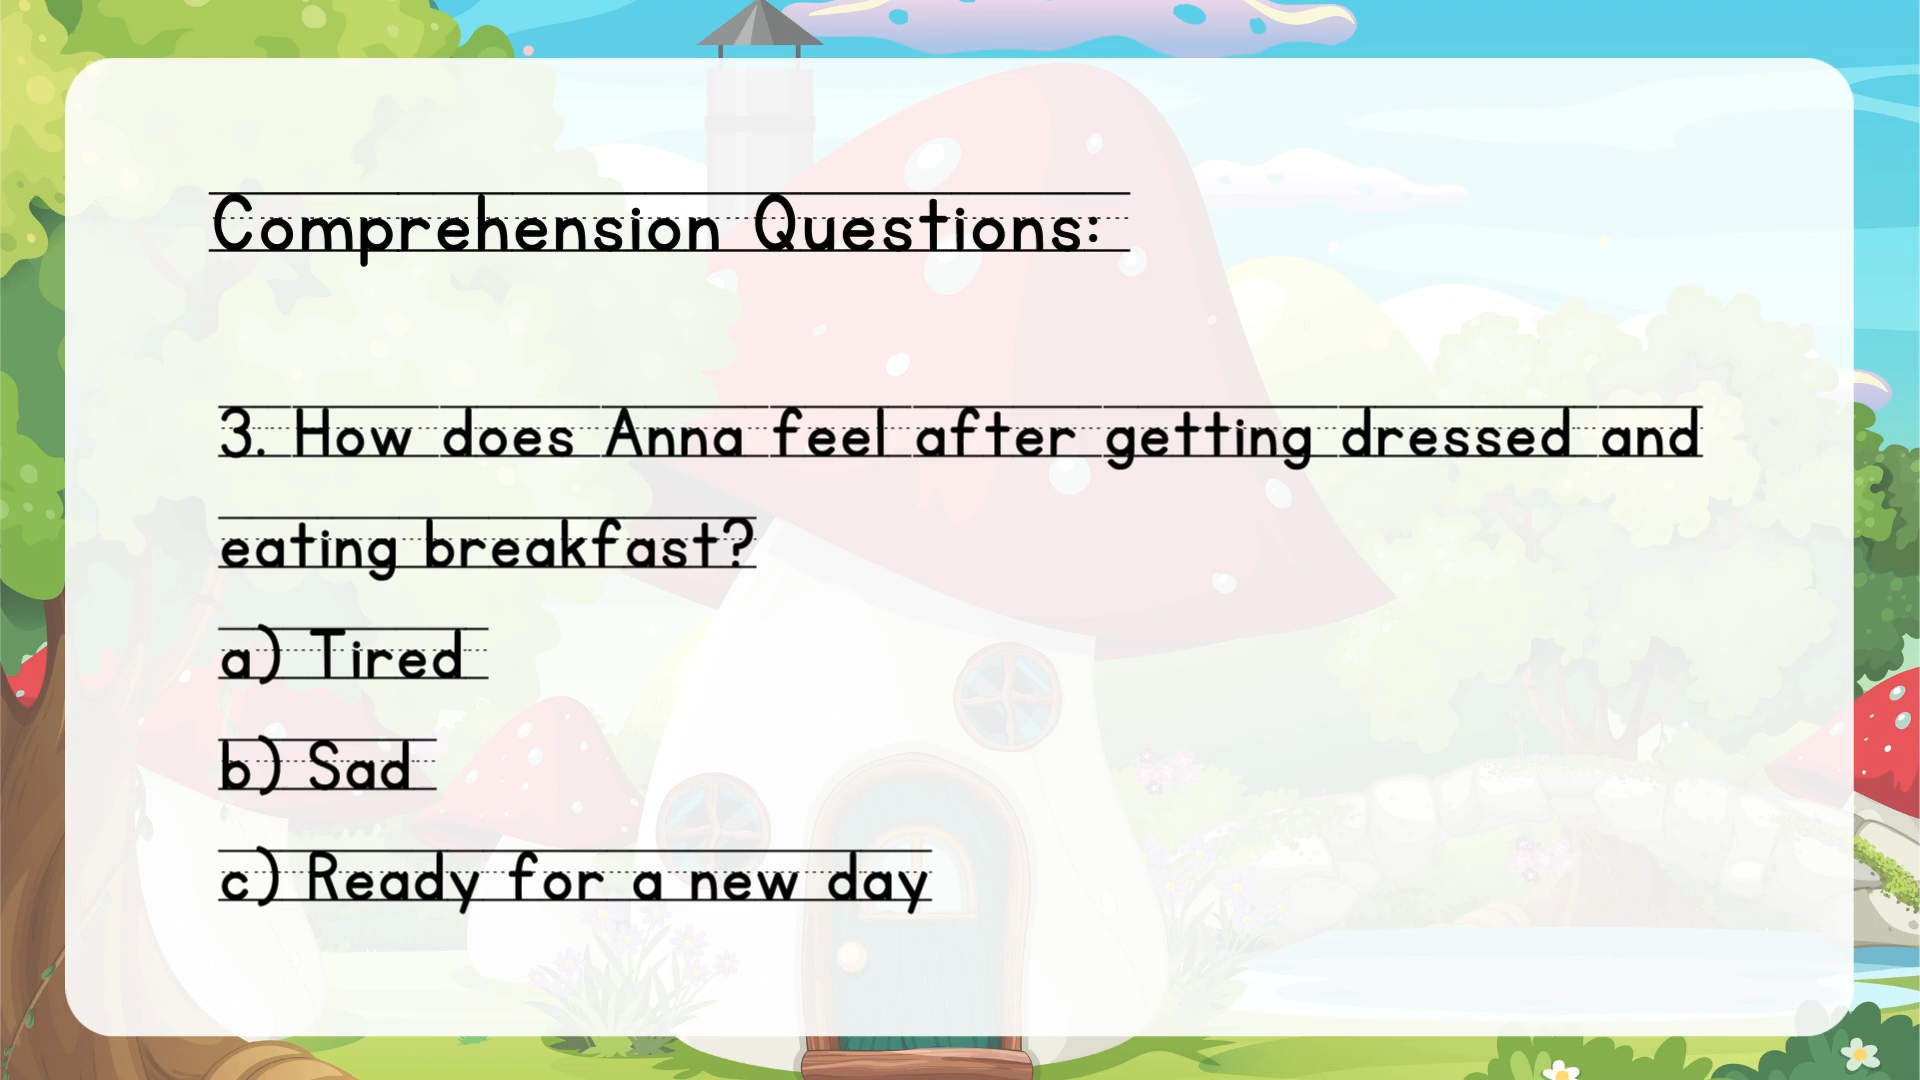 Comprehension Questions:
3. How does Anna feel after getting dressed and
eating breakfast?
a) Tired
b) Sad
c) Ready for a new day